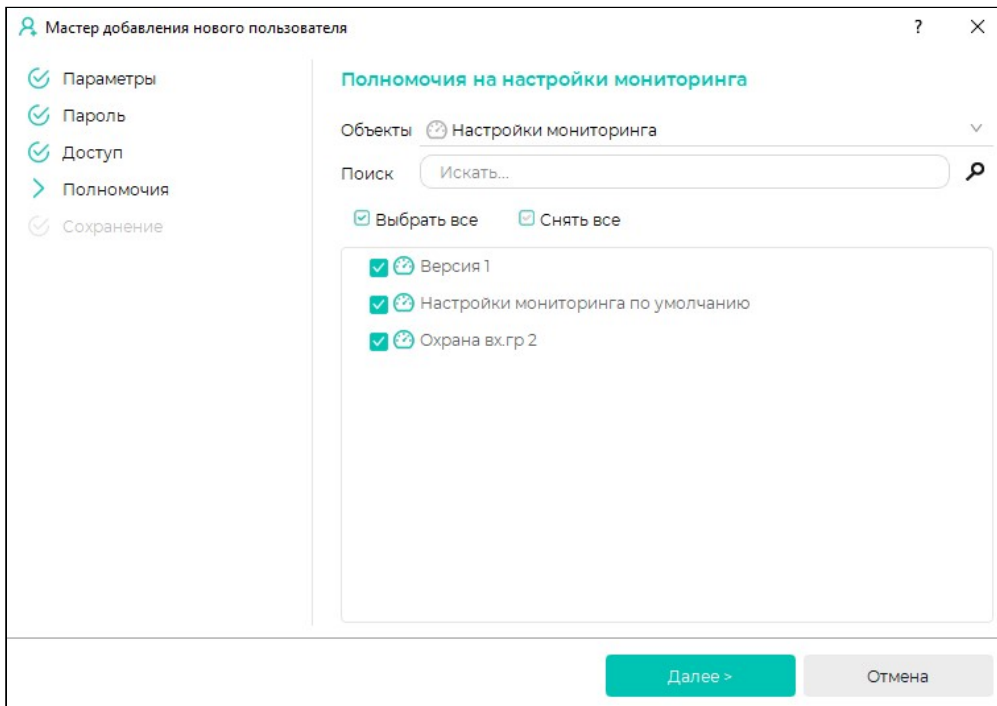 Мастер добавления нового пользователя ?
Параметры
Пароль
Доступ
Полномочия
Сохранение
Полномочия на настройки мониторинга
Объекты Настройки мониторинга
Поиск Искать...
Выбрать все Снять все
Версия 1
Настройки мониторинга по умолчанию
Охрана вх.гр 2
Далее > Отмена